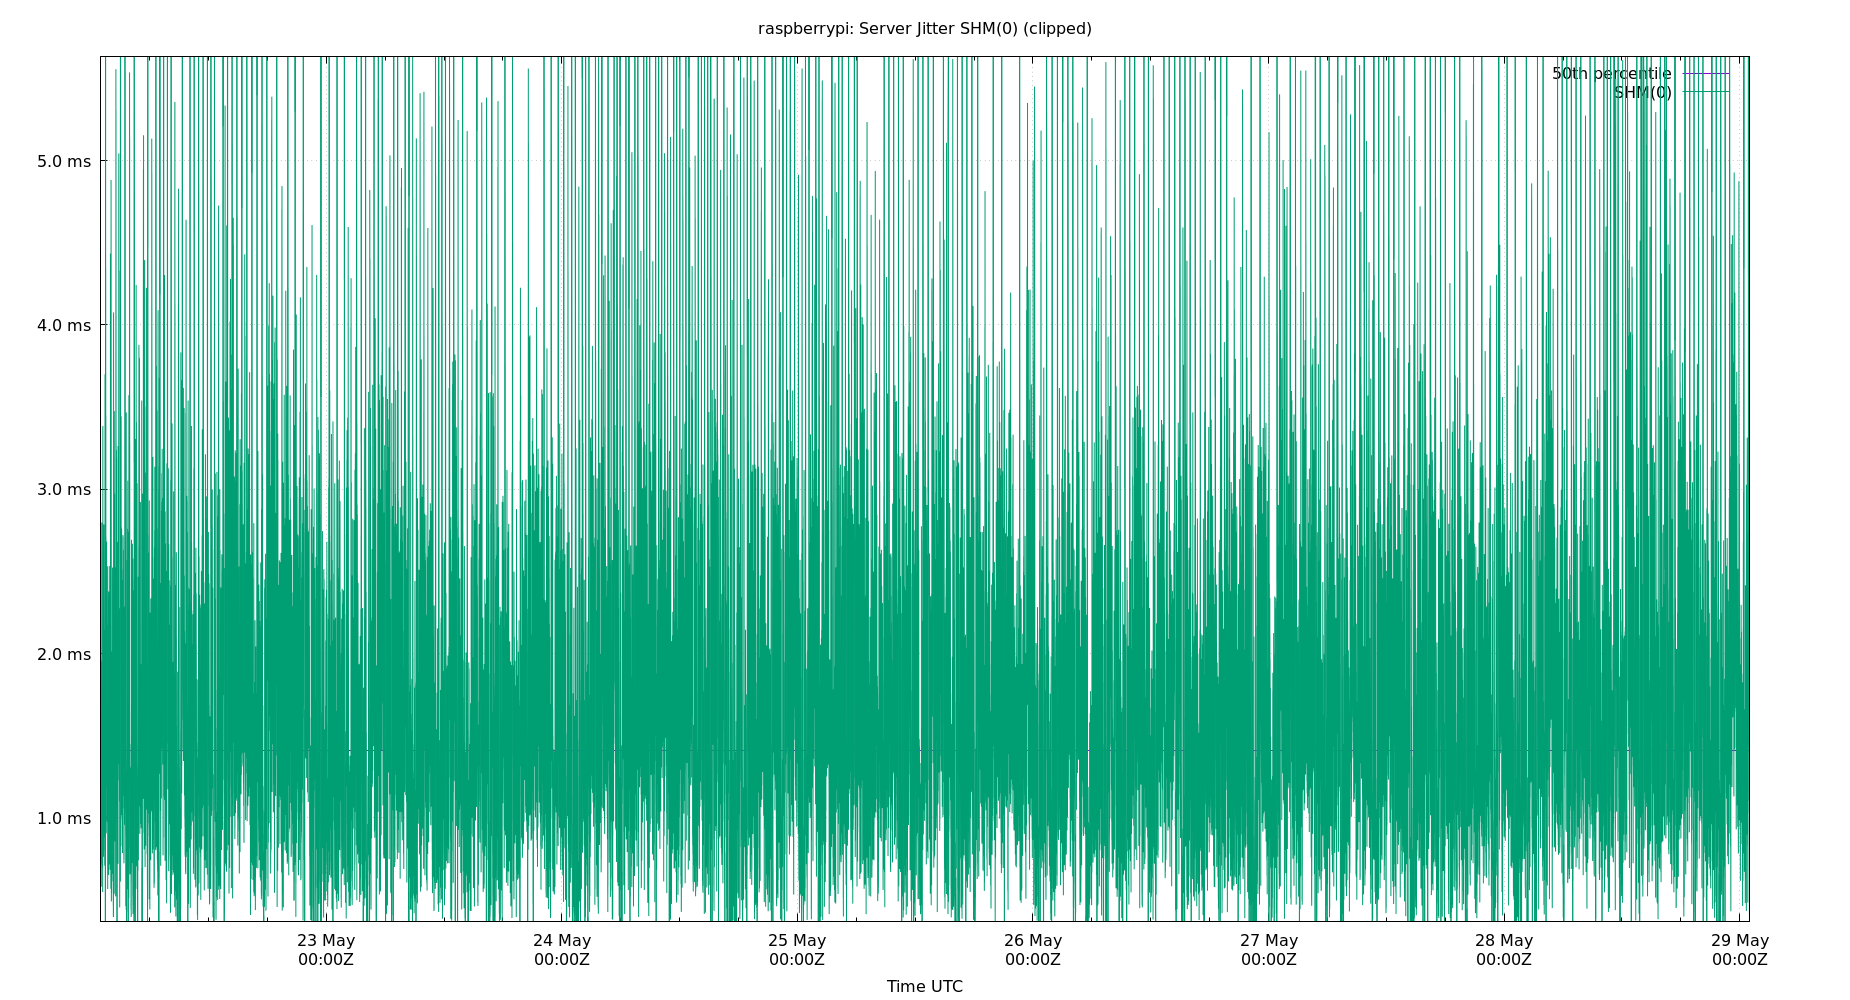 raspberrypi: Server Jitter SHM(0) (clipped)
50th percentile
SHM(0)
5.0 ms
4.0 ms
3.0 ms
2.0 ms
1.0 ms
23 May 24 May 25 May 26 May 27 May 28 May 29 May
00:00Z 00:00Z 00:00Z 00:00Z 00:00Z 00:00Z 00:00Z
Time UTC